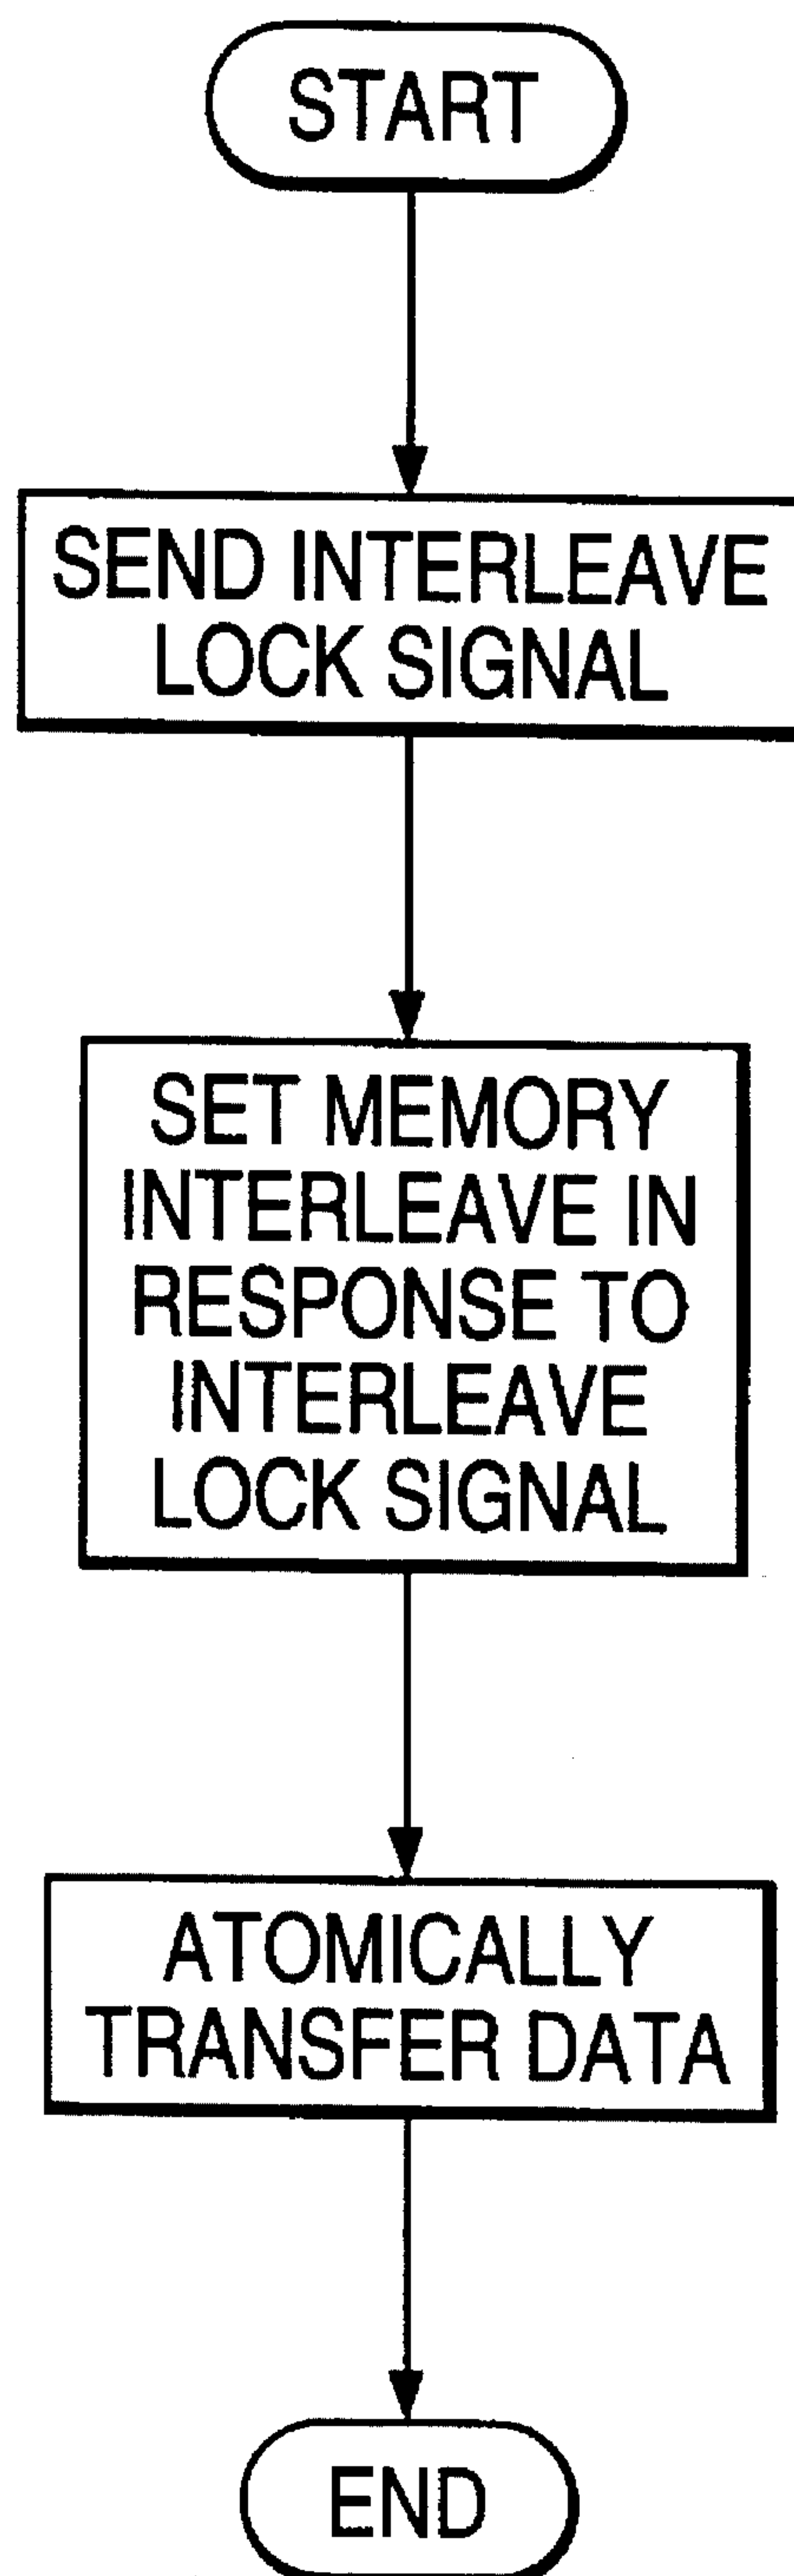 START
SEND INTERLEAVE
LOCK SIGNAL
SET MEMORY
INTERLEAVE IN
RESPONSE TO
INTERLEAVE
LOCK SIGNAL
ATOMICALLY
TRANSFER DATA
END